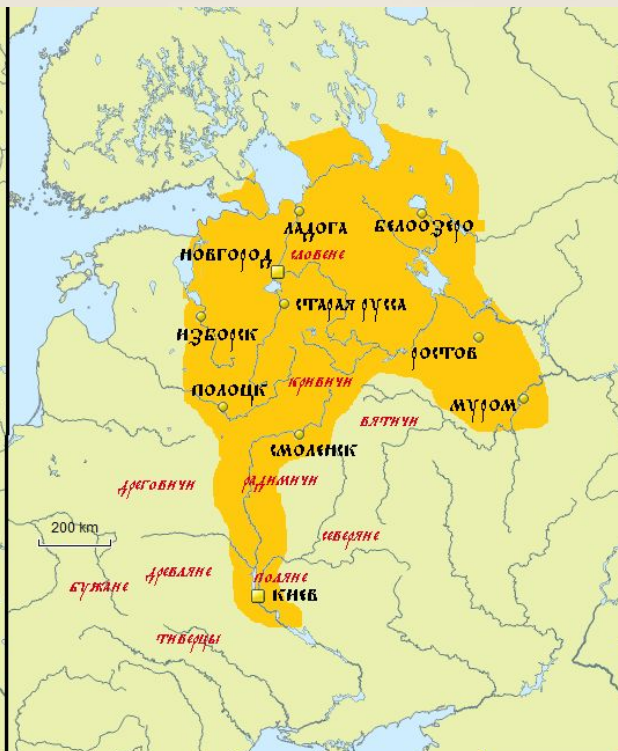 ЛАДОГА
БЕЛООЗЕРО
НОВГОРОД
СЛОВЕНЕ
СТАРАЯ РУССА
ИЗБОРСК
РОСТОВ
ПОЛОЦК
КРИВИЧИ
МУРОМ
ВЯТИЧИ
СМОЛЕНСК
ДРЕГОВИЧИ
РАДИМИЧИ
200 km
СЕВЕРЯНЕ
ДРЕВЛЯНЕ
ПОЛЯНЕ
БУЖАНЕ
КИЕВ
ТИВЕРЦЫ